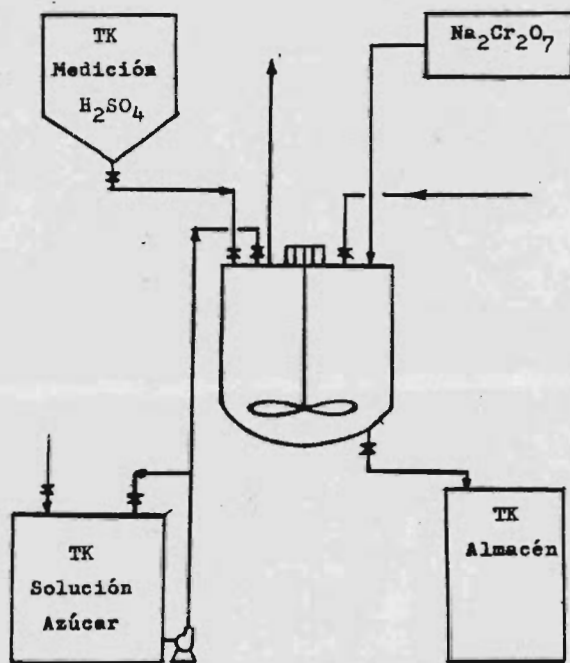 TK
Medición
H₂SO₄
Na₂Cr₂O₇
TK
Solución
Azúcar
TK
Almacén